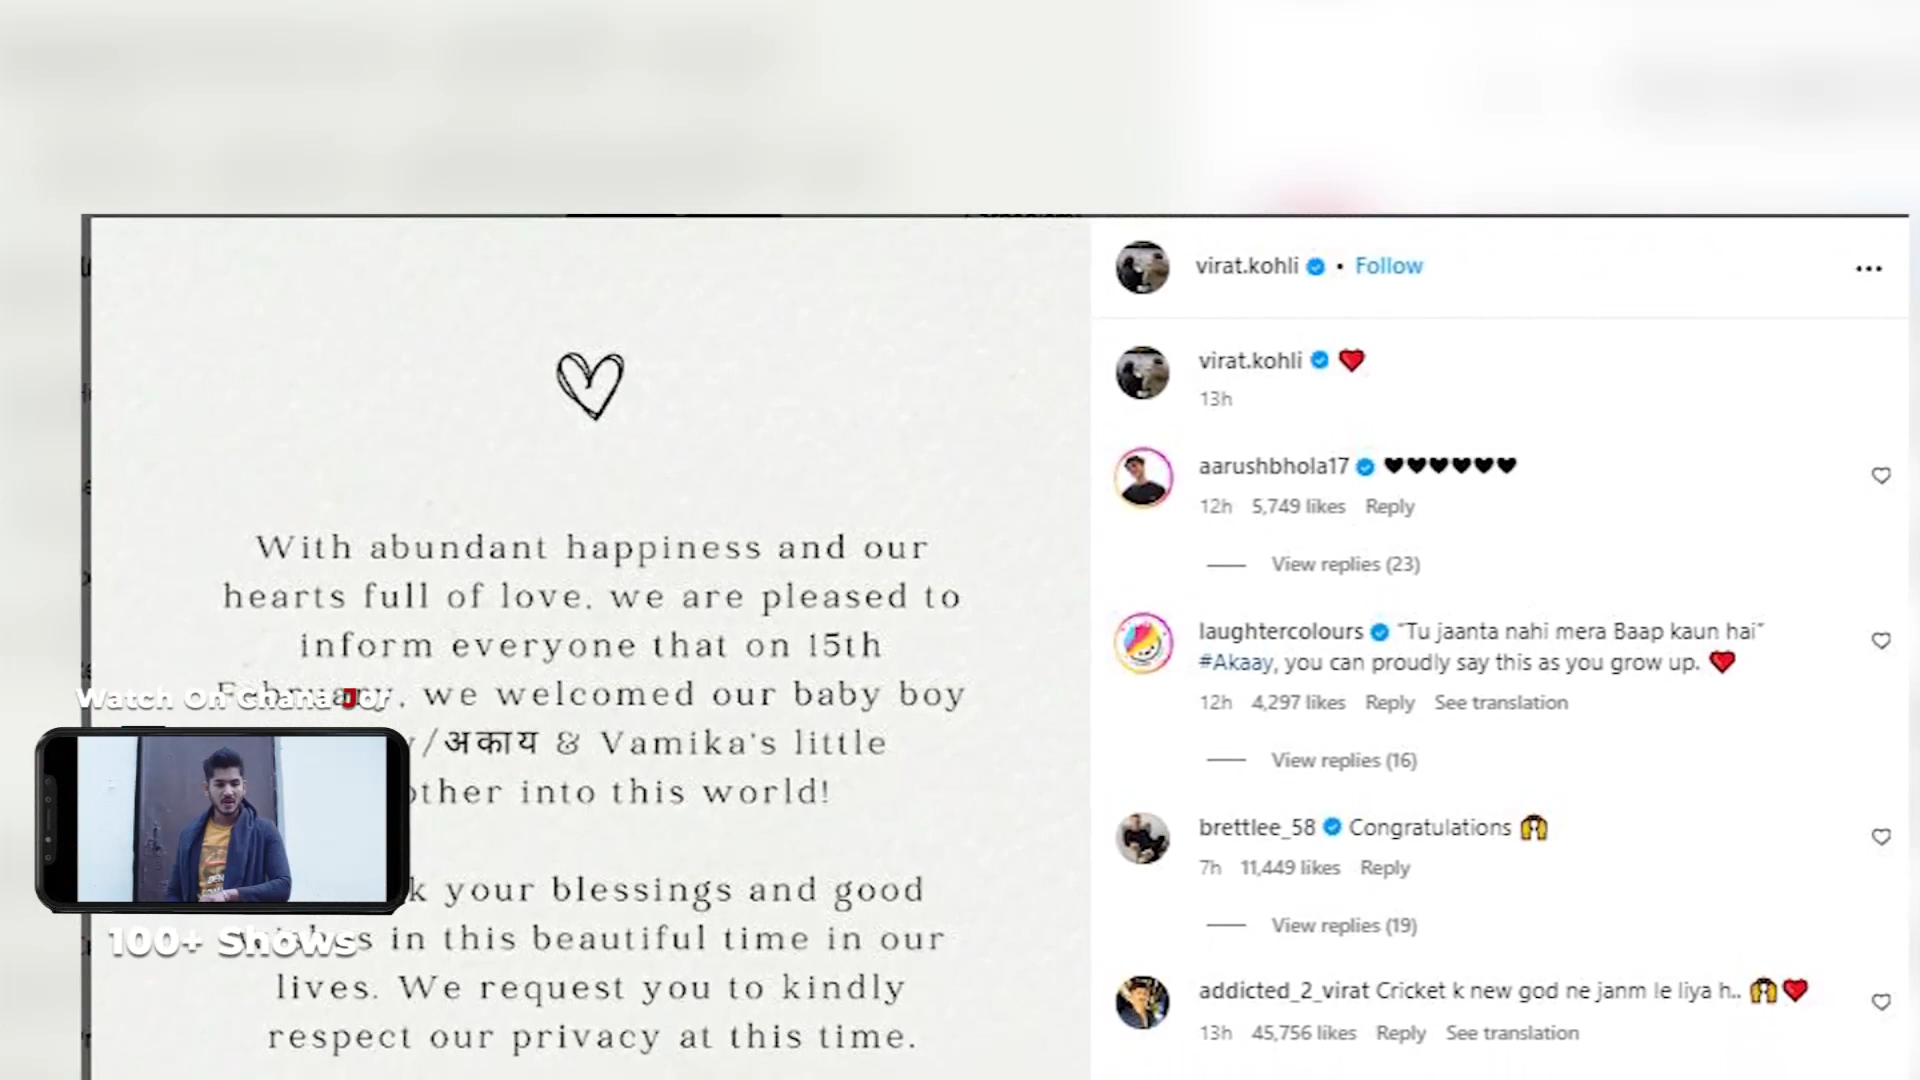 With abundant happiness and our
hearts full of love, we are pleased to
inform everyone that on 15th
we welcomed our baby boy
/अकाय & Vamika's little
into this world!
your blessings and good
in this beautiful time in our
lives. We request you to kindly
respect our privacy at this time.
Watch On Chana Jor
100+ Shows
virat.kohli • Follow
...
virat.kohli ❤️
13h
aarushbhola17 🖤🖤🖤🖤🖤🖤
12h 5,749 likes Reply
View replies (23)
laughtercolours "Tu jaanta nahi mera Baap kaun hai"
#Akaay, you can proudly say this as you grow up. ❤️
12h 4,297 likes Reply See translation
View replies (16)
brettlee_58 Congratulations 🙌
7h 11,449 likes Reply
View replies (19)
addicted_2_virat Cricket k new god ne janm le liya h.. 🙌❤️
13h 45,756 likes Reply See translation